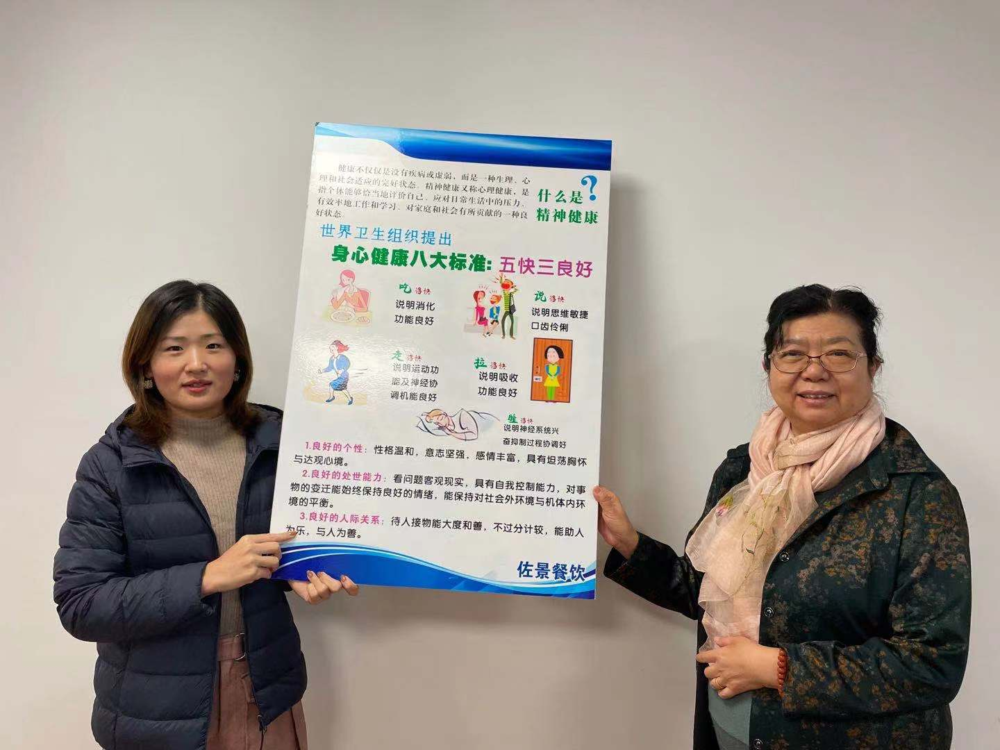 健康不仅仅是没有疾病或虚弱，而是一种生理、心
理和社会适应的完好状态。精神健康又称心理健康，是
指个体能够恰当地评价自己、应对日常生活中的压力、
有效率地工作和学习、对家庭和社会有所贡献的一种良
好状态。
什么是?
精神健康
世界卫生组织提出
身心健康八大标准：五快三良好
吃得快
说明消化
功能良好
说得快
说明思维敏捷
口齿伶俐
走得快
说明运动功
能及神经协
调机能良好
拉得快
说明吸收
功能良好
睡得快
说明神经系统兴
奋抑制过程协调好
1.良好的个性：性格温和，意志坚强，感情丰富，具有坦荡胸怀
与达观心境。
2.良好的处世能力：看问题客观现实，具有自我控制能力，对事
物的变迁能始终保持良好的情绪，能保持对社会外环境与机体内环
境的平衡。
3.良好的人际关系：待人接物能大度和善，不过分计较，能助人
为乐，与人为善。
佐景餐饮